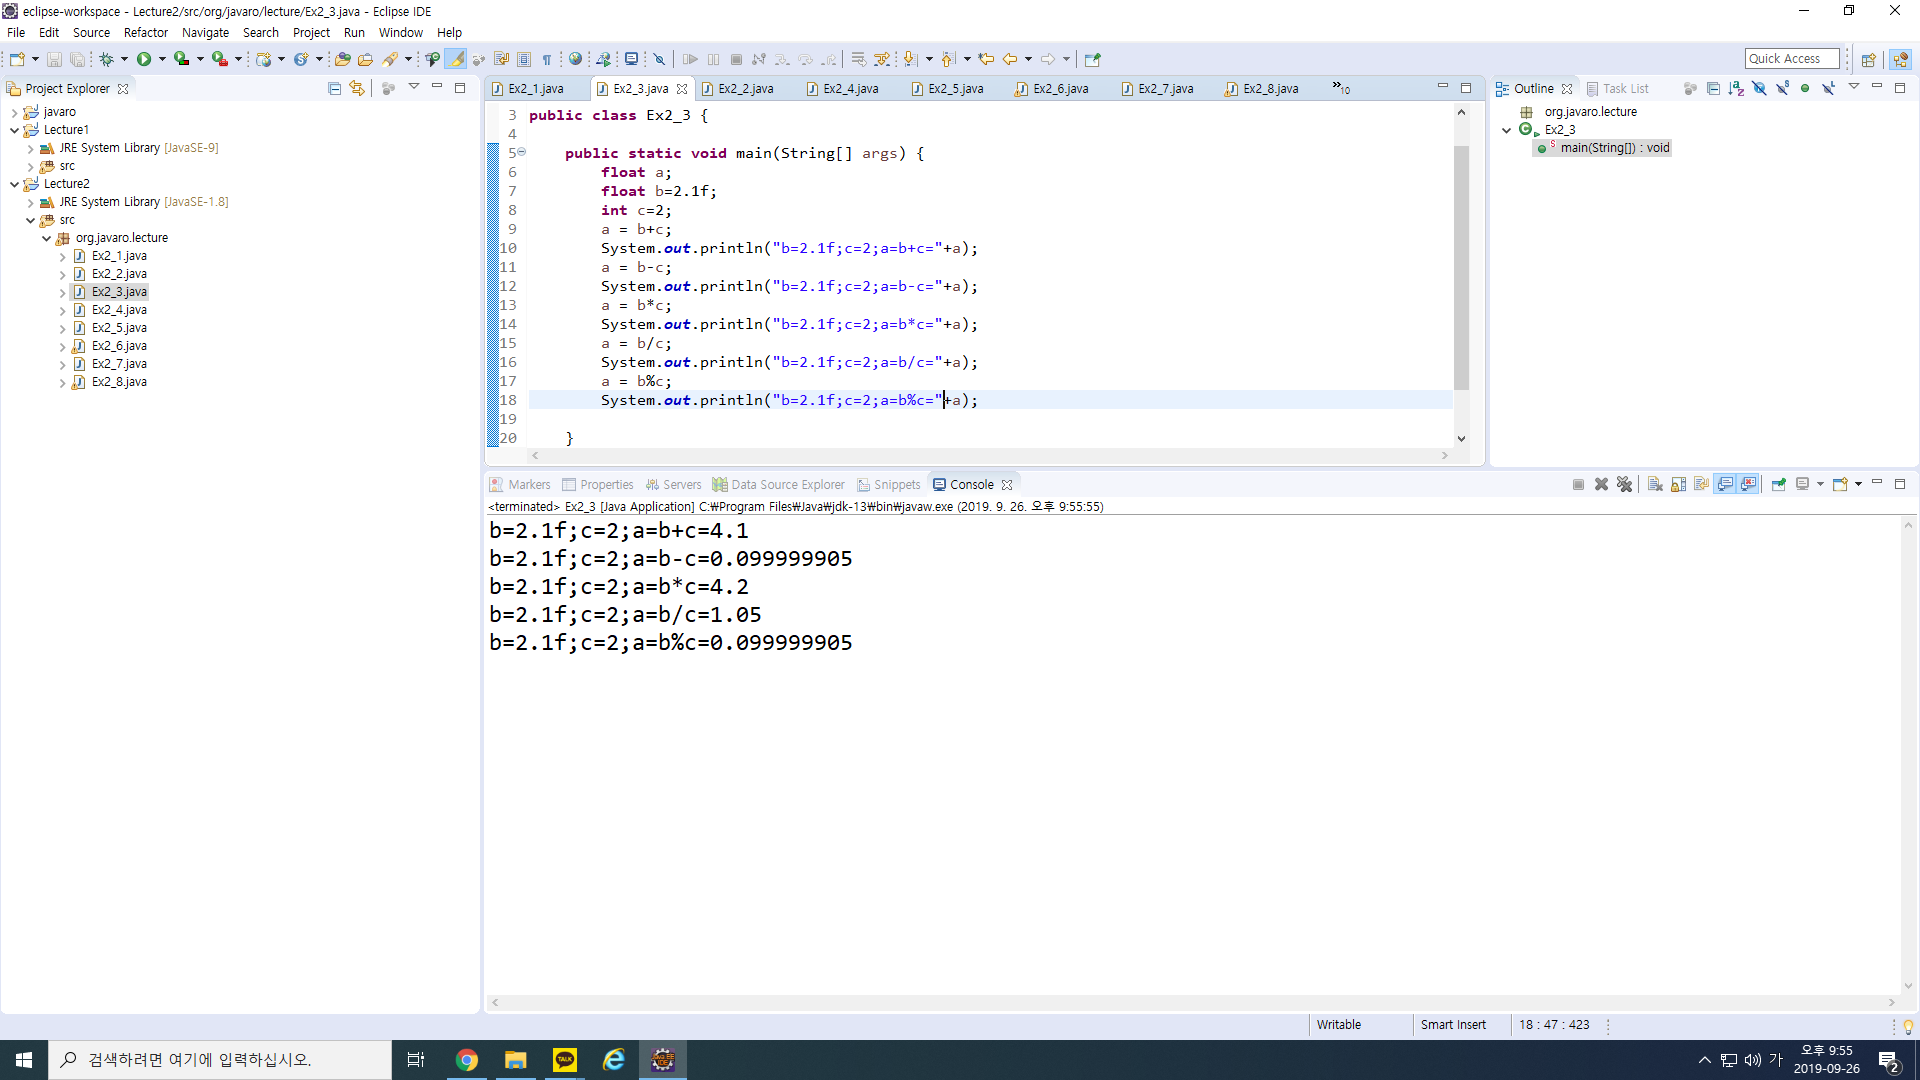 eclipse-workspace - Lecture2/src/org/javaro/lecture/Ex2_3.java - Eclipse IDE
File Edit Source Refactor Navigate Search Project Run Window Help
Quick Access
Project Explorer
javaro
Lecture1
JRE System Library [JavaSE-9]
src
Lecture2
JRE System Library [JavaSE-1.8]
src
org.javaro.lecture
Ex2_1.java
Ex2_2.java
Ex2_3.java
Ex2_4.java
Ex2_5.java
Ex2_6.java
Ex2_7.java
Ex2_8.java
Ex2_1.java Ex2_3.java Ex2_2.java Ex2_4.java Ex2_5.java Ex2_6.java Ex2_7.java Ex2_8.java »10
3 public class Ex2_3 {
4
5 public static void main(String[] args) {
6 float a;
7 float b=2.1f;
8 int c=2;
9 a = b+c;
10 System.out.println("b=2.1f;c=2;a=b+c="+a);
11 a = b-c;
12 System.out.println("b=2.1f;c=2;a=b-c="+a);
13 a = b*c;
14 System.out.println("b=2.1f;c=2;a=b*c="+a);
15 a = b/c;
16 System.out.println("b=2.1f;c=2;a=b/c="+a);
17 a = b%c;
18 System.out.println("b=2.1f;c=2;a=b%c="+a);
19
20 }
Outline Task List
org.javaro.lecture
Ex2_3
main(String[]) : void
Markers Properties Servers Data Source Explorer Snippets Console
<terminated> Ex2_3 [Java Application] C:₩Program Files₩Java₩jdk-13₩bin₩javaw.exe (2019. 9. 26. 오후 9:55:55)
b=2.1f;c=2;a=b+c=4.1
b=2.1f;c=2;a=b-c=0.099999905
b=2.1f;c=2;a=b*c=4.2
b=2.1f;c=2;a=b/c=1.05
b=2.1f;c=2;a=b%c=0.099999905
Writable Smart Insert 18 : 47 : 423
검색하려면 여기에 입력하십시오.
TALK
가
오후 9:55
2019-09-26
2